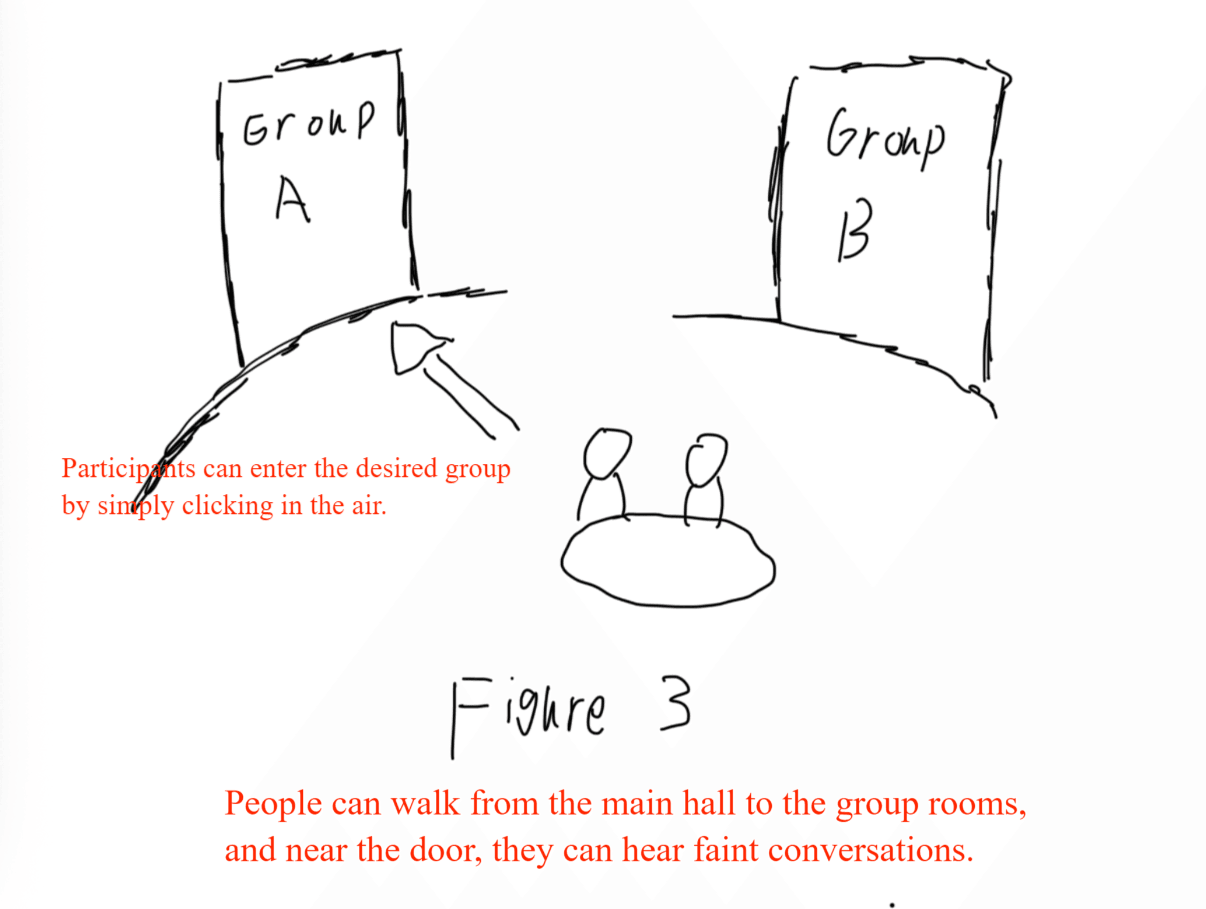 Group
A
Group
B
Participants can enter the desired group
by simply clicking in the air.
Figure 3
People can walk from the main hall to the group rooms,
and near the door, they can hear faint conversations.